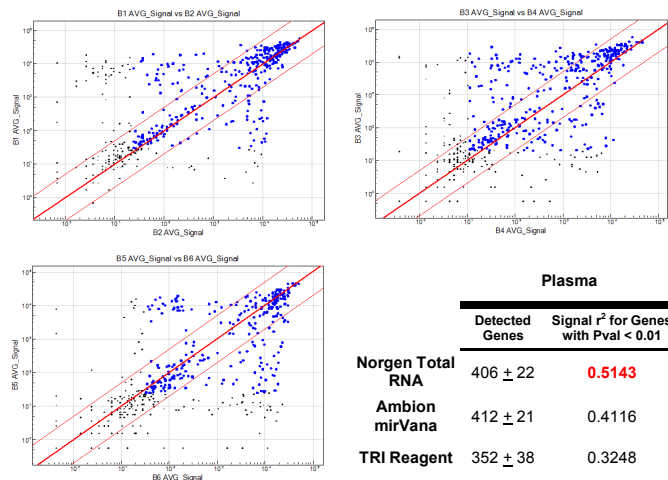 B1 AVG_Signal vs B2 AVG_Signal
B1 AVG_Signal
B2 AVG_Signal
B3 AVG_Signal vs B4 AVG_Signal
B3 AVG_Signal
B4 AVG_Signal
B5 AVG_Signal vs B6 AVG_Signal
B5 AVG_Signal
B6 AVG_Signal
Plasma
Detected Genes
Signal r² for Genes with Pval < 0.01
Norgen Total RNA
406 ± 22
0.5143
Ambion mirVana
412 ± 21
0.4116
TRI Reagent
352 ± 38
0.3248